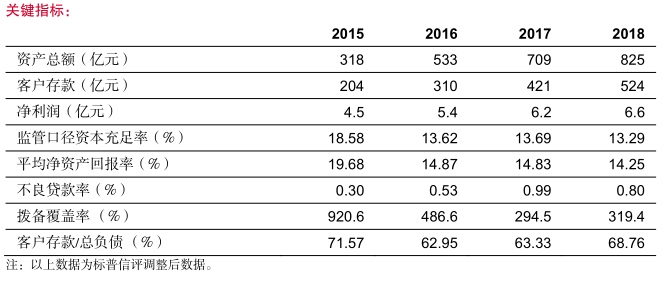 关键指标：
2015 2016 2017 2018
资产总额（亿元） 318 533 709 825
客户存款（亿元） 204 310 421 524
净利润（亿元） 4.5 5.4 6.2 6.6
监管口径资本充足率（%） 18.58 13.62 13.69 13.29
平均净资产回报率（%） 19.68 14.87 14.83 14.25
不良贷款率（%） 0.30 0.53 0.99 0.80
拨备覆盖率 （%） 920.6 486.6 294.5 319.4
客户存款/总负债（%） 71.57 62.95 63.33 68.76
注：以上数据为标普信评调整后数据。